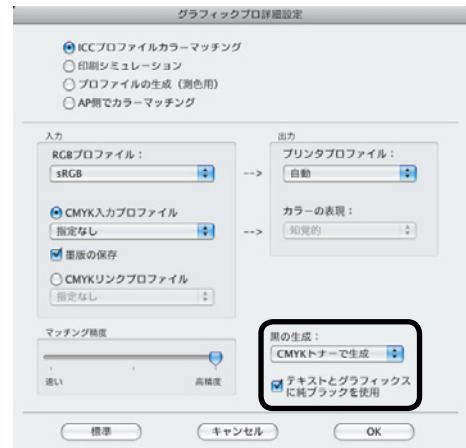 グラフィックプロ詳細設定
ICCプロファイルカラーマッチング
印刷シミュレーション
プロファイルの生成（測色用）
AP側でカラーマッチング
入力
RGBプロファイル：
sRGB
-->
出力
プリンタプロファイル：
自動
CMYK入力プロファイル
指定なし
-->
カラーの表現：
知覚的
墨版の保存
CMYKリンクプロファイル
指定なし
マッチング精度
速い
高精度
黒の生成：
CMYKトナーで生成
テキストとグラフィックス
に純ブラックを使用
標準
キャンセル
OK